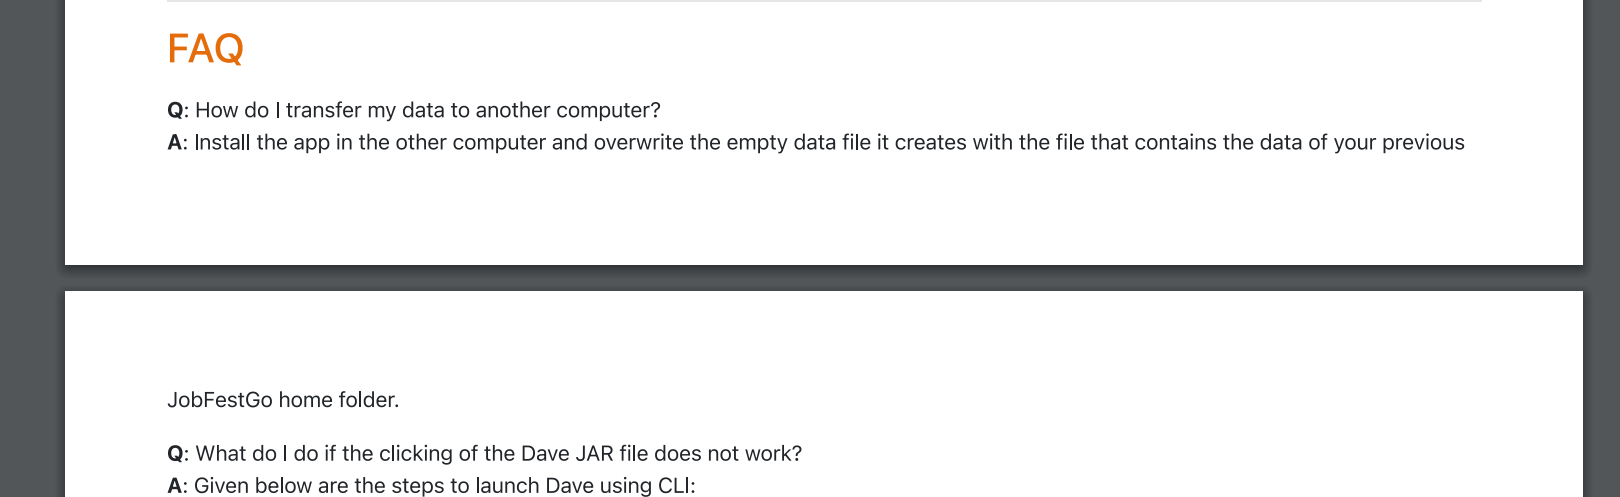 FAQ
Q: How do I transfer my data to another computer?
A: Install the app in the other computer and overwrite the empty data file it creates with the file that contains the data of your previous
JobFestGo home folder.
Q: What do I do if the clicking of the Dave JAR file does not work?
A: Given below are the steps to launch Dave using CLI: